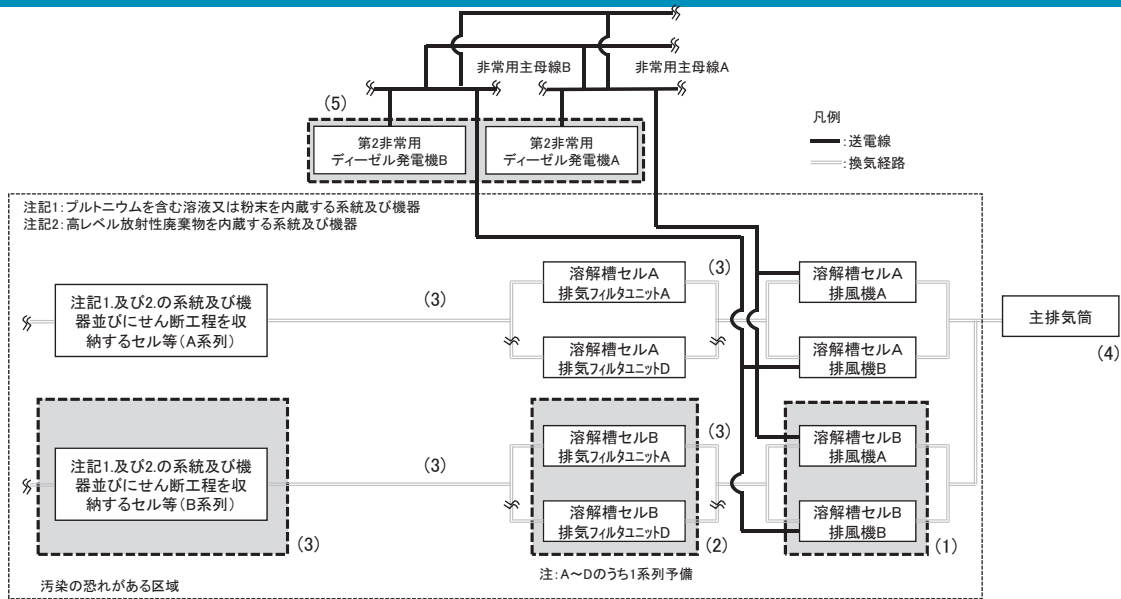 非常用主母線B
非常用主母線A
(5)
第2非常用
ディーゼル発電機B
第2非常用
ディーゼル発電機A
凡例
:送電線
:換気経路
注記1:プルトニウムを含む溶液又は粉末を内蔵する系統及び機器
注記2:高レベル放射性廃棄物を内蔵する系統及び機器
注記1.及び2.の系統及び機
器並びにせん断工程を収
納するセル等(A系列)
(3)
溶解槽セルA
排気フィルタユニットA
(3)
溶解槽セルA
排風機A
溶解槽セルA
排気フィルタユニットD
溶解槽セルA
排風機B
主排気筒
(4)
注記1.及び2.の系統及び機
器並びにせん断工程を収
納するセル等(B系列)
(3)
(3)
溶解槽セルB
排気フィルタユニットA
(3)
溶解槽セルB
排風機A
溶解槽セルB
排気フィルタユニットD
(2)
溶解槽セルB
排風機B
(1)
汚染の恐れがある区域
注:A～Dのうち1系列予備